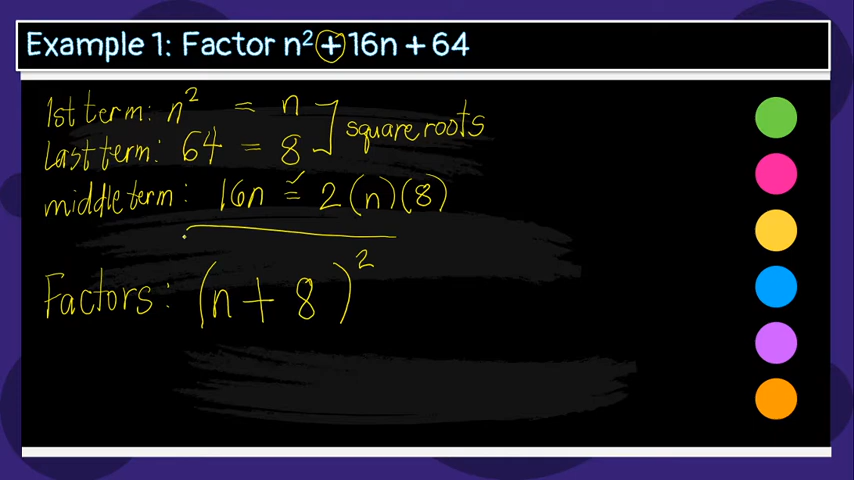 Example 1: Factor n² + 16n + 64
1st term: n² = n
square roots
Last term: 64 = 8
middle term: 16n = 2(n)(8)
Factors: (n + 8)²